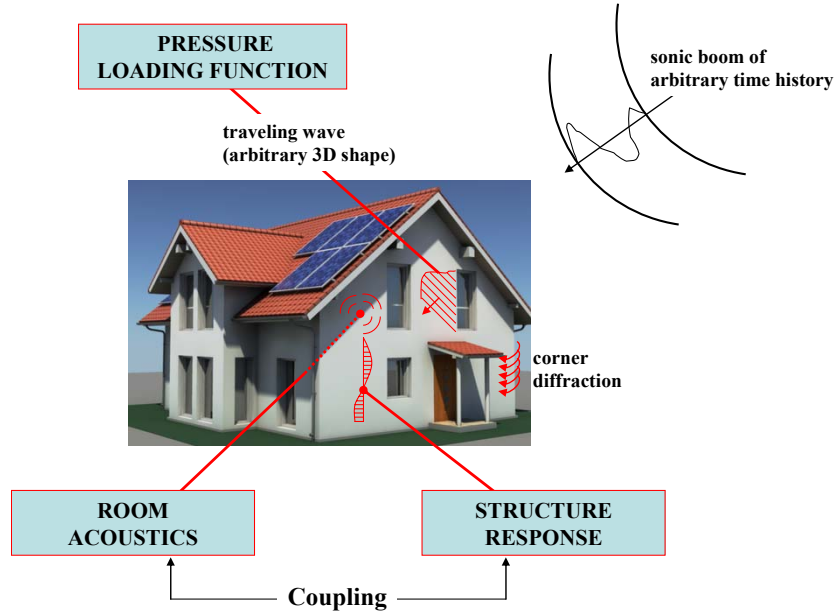 PRESSURE
LOADING FUNCTION
sonic boom of
arbitrary time history
traveling wave
(arbitrary 3D shape)
corner
diffraction
ROOM
ACOUSTICS
STRUCTURE
RESPONSE
Coupling